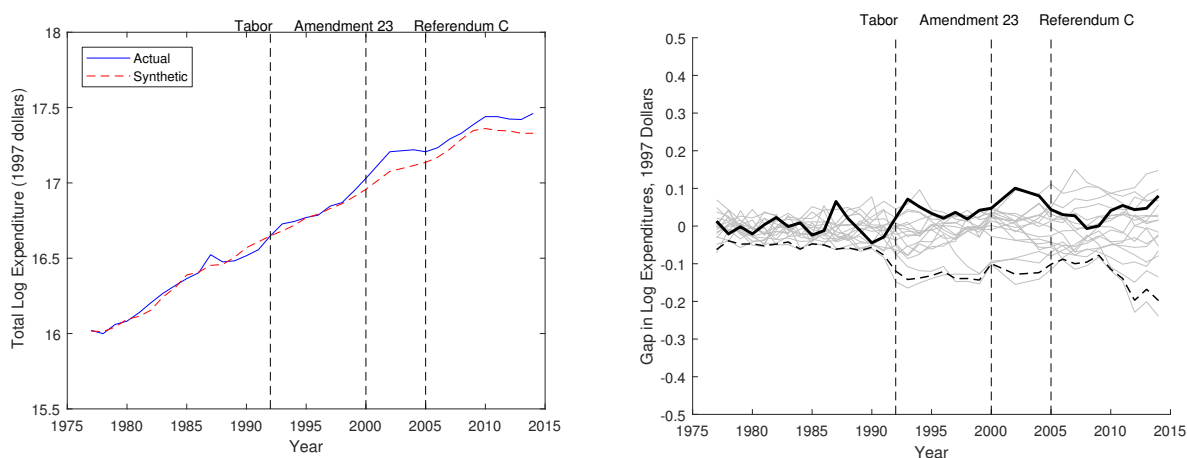 Tabor Amendment 23 Referendum C
18
17.5
17
16.5
16
15.5
Total Log Expenditure (1997 dollars)
Actual
Synthetic
1975 1980 1985 1990 1995 2000 2005 2010 2015
Year
Tabor Amendment 23 Referendum C
0.5
0.4
0.3
0.2
0.1
0
-0.1
-0.2
-0.3
-0.4
-0.5
Gap in Log Expenditures, 1997 Dollars
1975 1980 1985 1990 1995 2000 2005 2010 2015
Year